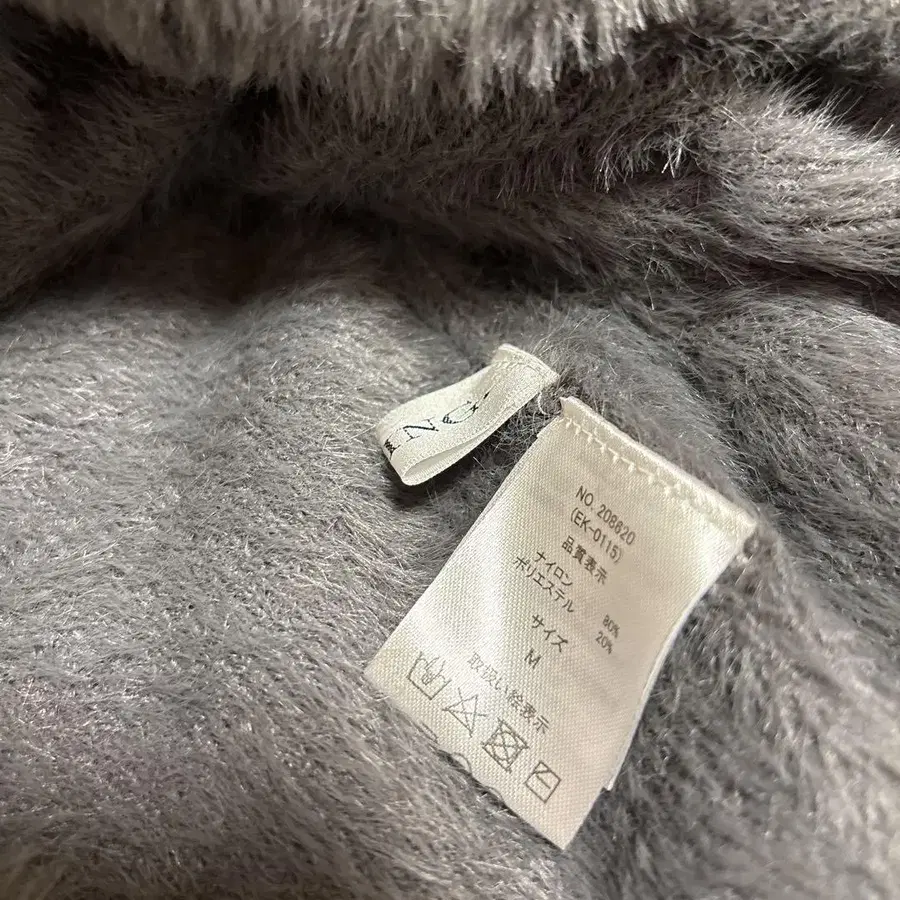 NO. 208620
(EK-0115)
品質表示
ナイロン 80%
ポリエステル 20%
サイズ
M
取扱い絵表示